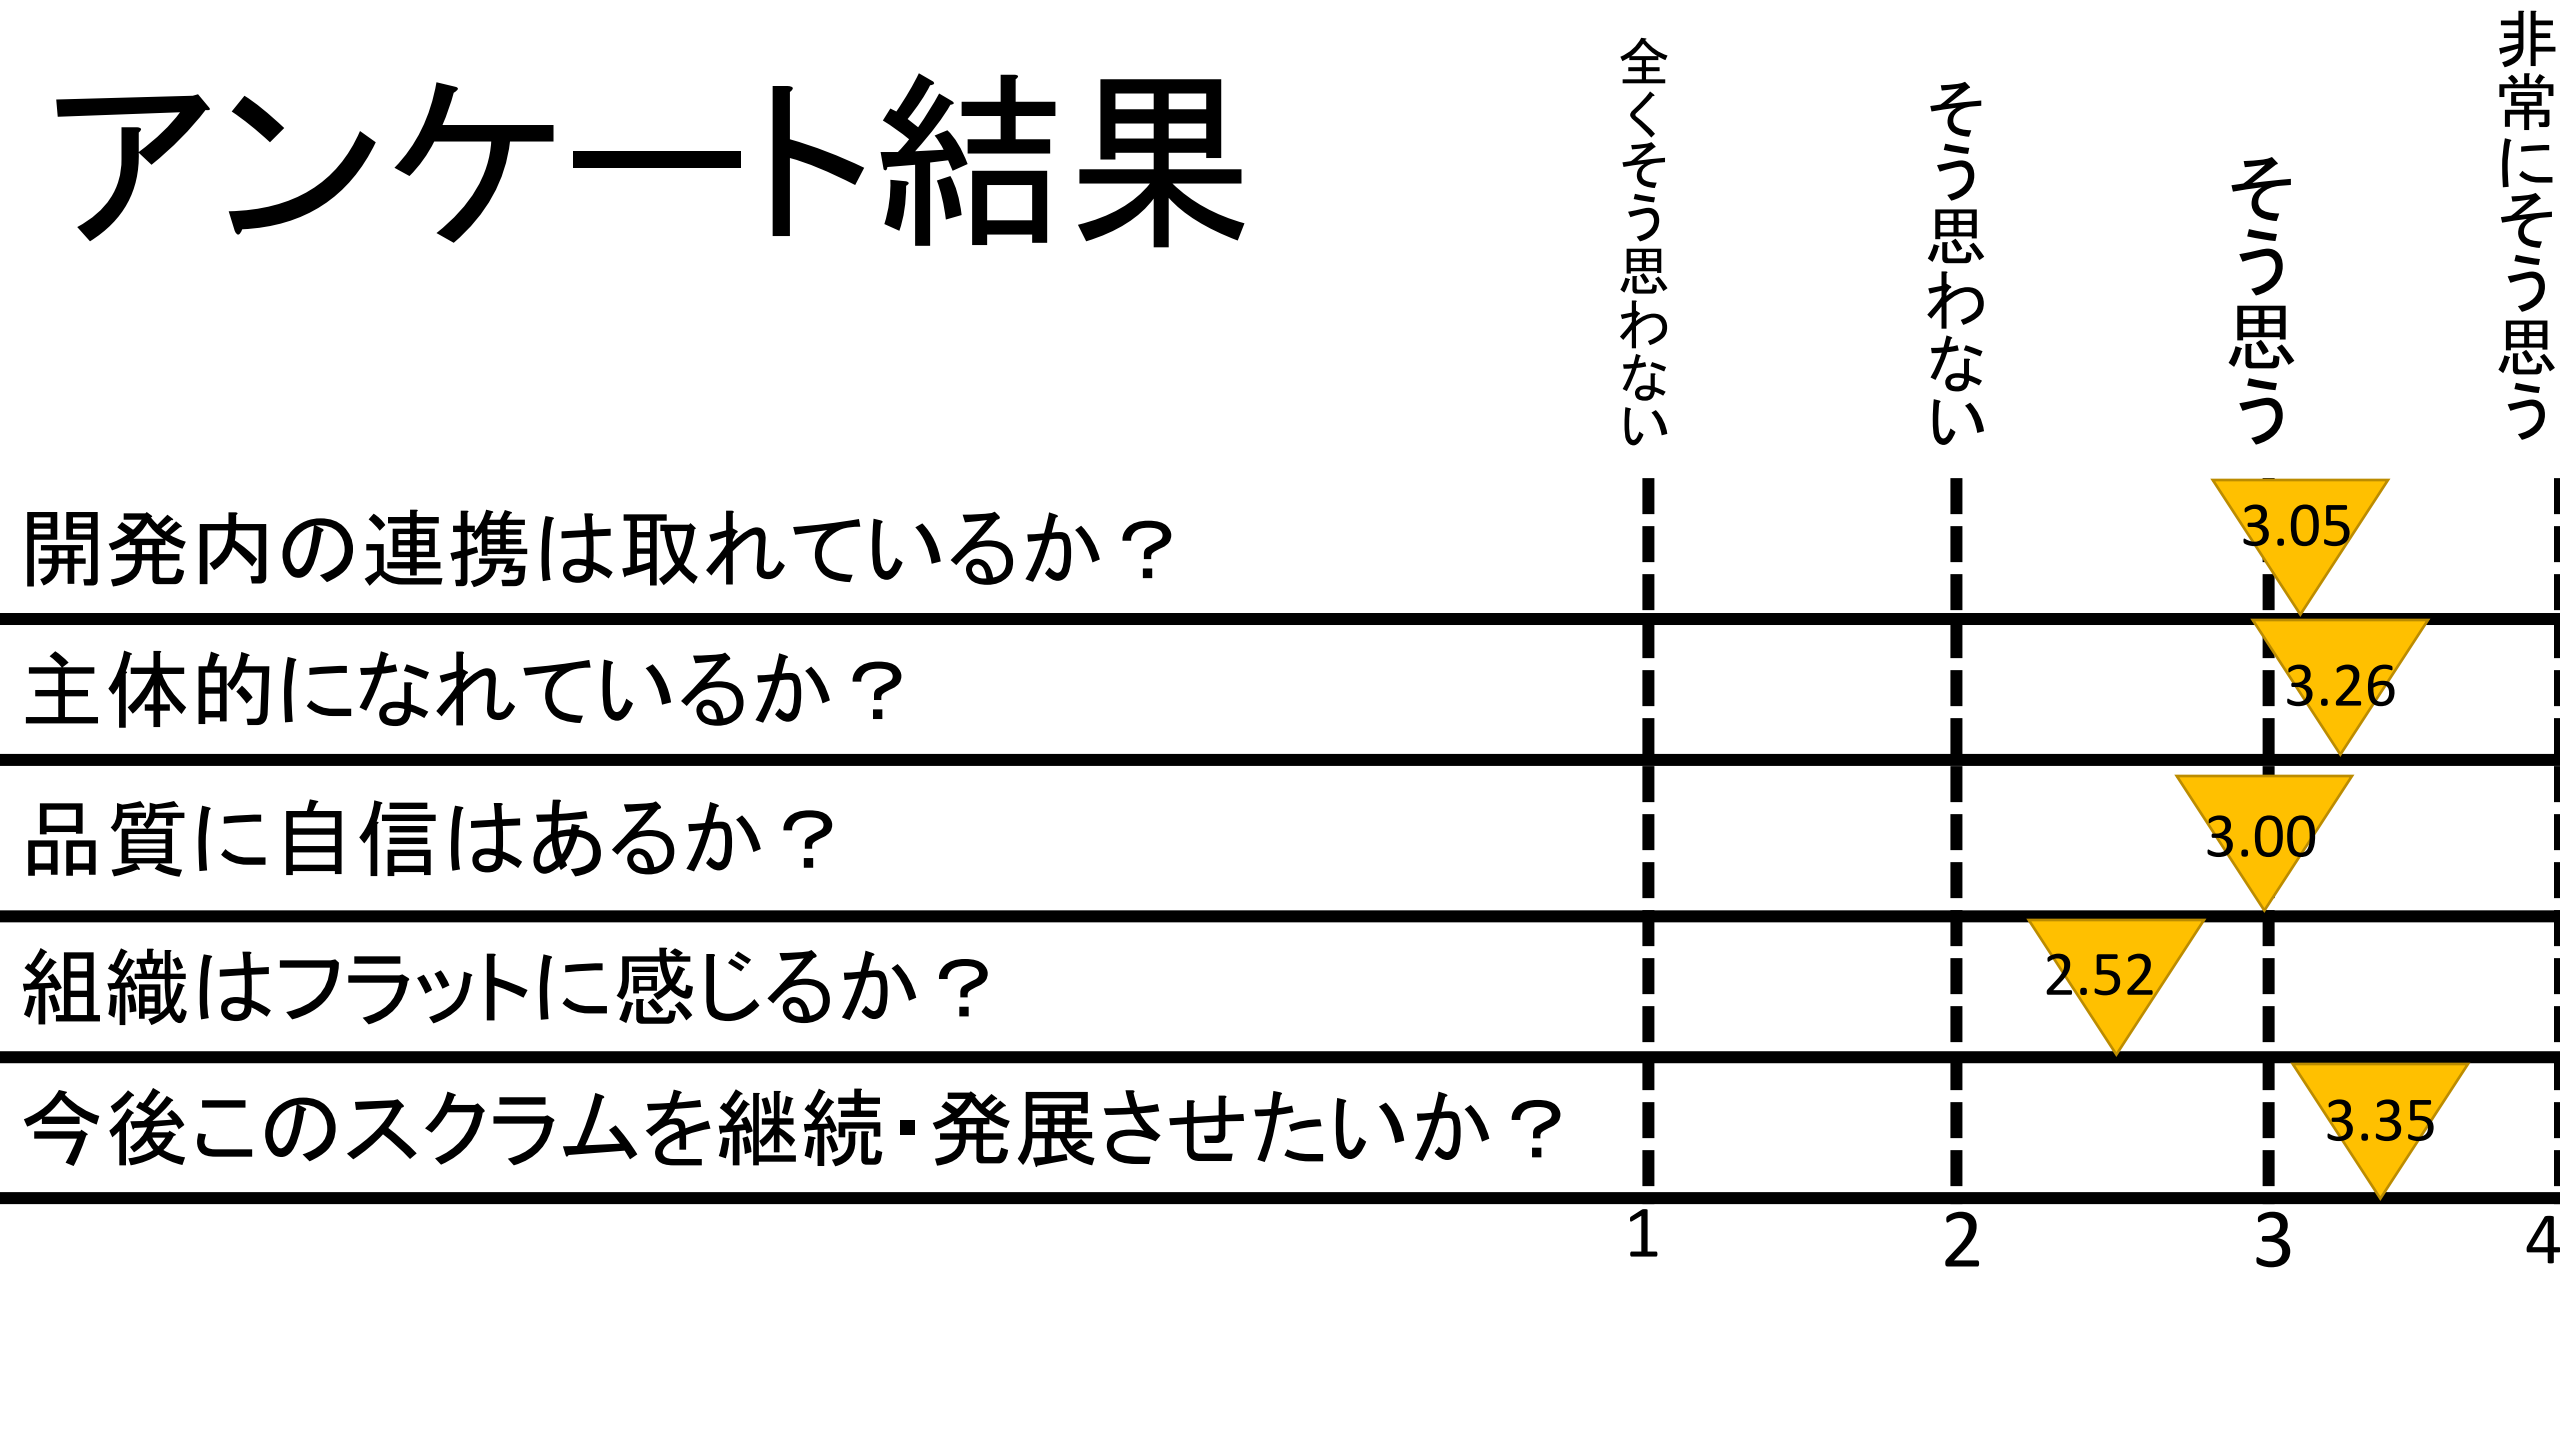 アンケート結果
全くそう思わない
そう思わない
そう思う
非常にそう思う
開発内の連携は取れているか？
3.05
主体的になれているか？
3.26
品質に自信はあるか？
3.00
組織はフラットに感じるか？
2.52
今後このスクラムを継続・発展させたいか？
3.35
1
2
3
4